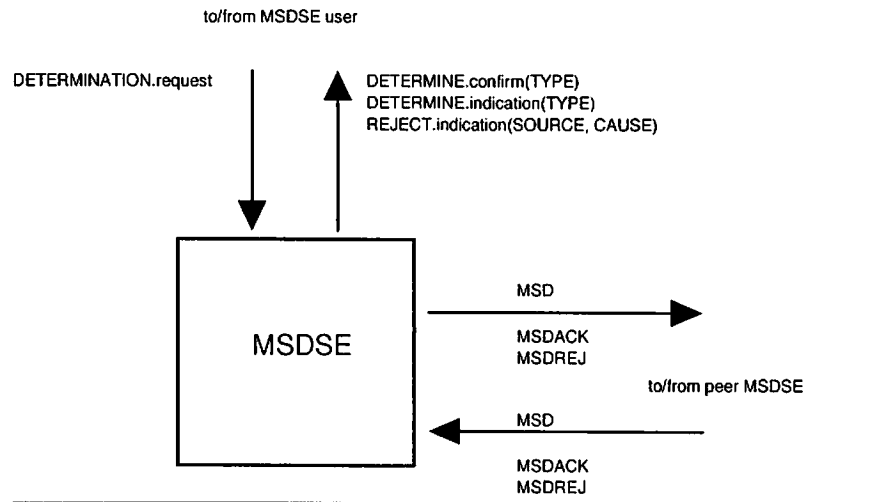 to/from MSDSE user
DETERMINATION.request
DETERMINE.confirm(TYPE)
DETERMINE.indication(TYPE)
REJECT.indication(SOURCE, CAUSE)
MSDSE
MSD
MSDACK
MSDREJ
to/from peer MSDSE
MSD
MSDACK
MSDREJ